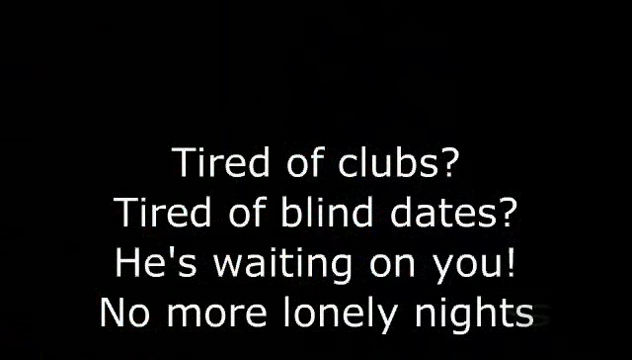 Tired of clubs?
Tired of blind dates?
He's waiting on you!
No more lonely nights